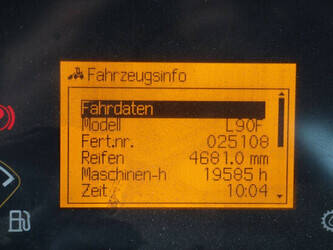 Fahrzeugsinfo
Fahrdaten
Modell L90F
Fert.nr. 025108
Reifen 4681.0 mm
Maschinen-h 19585 h
Zeit 10:04